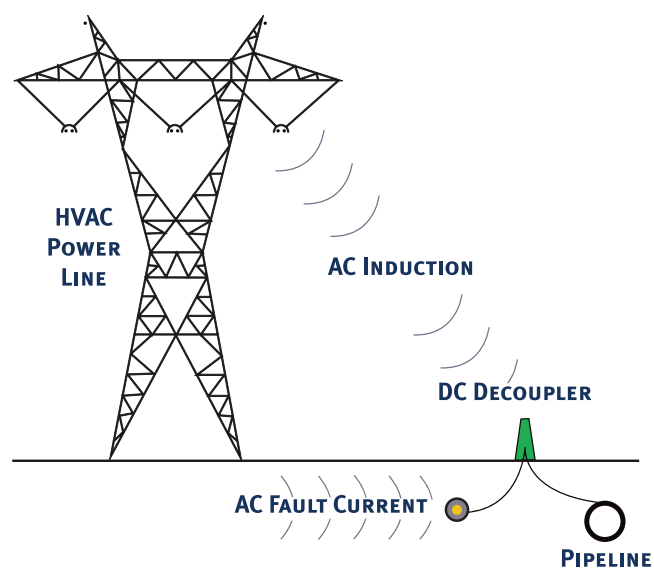 HVAC
POWER
LINE
AC INDUCTION
DC DECOUPLER
AC FAULT CURRENT
PIPELINE